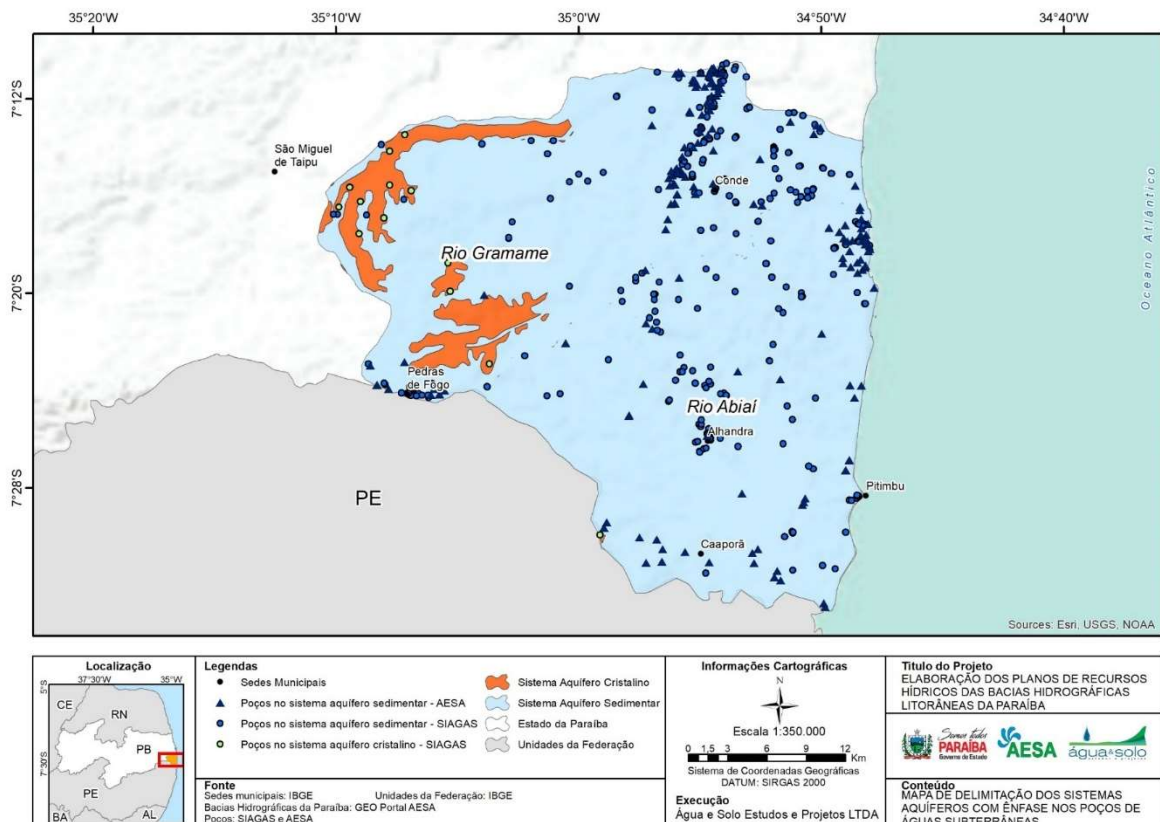 35°20'W
35°10'W
35°0'W
34°50'W
34°40'W
7°12'S
7°20'S
7°28'S
São Miguel
de Taipu
Conde
Rio Gramame
Oceano Atlântico
Pedras
de Fogo
Rio Abiaí
Alhandra
PE
Pitimbu
Caaporã
Sources: Esri, USGS, NOAA
Localização
37°30'W
35°W
5°S
7°30'S
CE
RN
PB
PE
BA
AL
Legendas
Sedes Municipais
Poços no sistema aquífero sedimentar - AESA
Poços no sistema aquífero sedimentar - SIAGAS
Poços no sistema aquífero cristalino - SIAGAS
Sistema Aquífero Cristalino
Sistema Aquífero Sedimentar
Estado da Paraíba
Unidades da Federação
Fonte
Sedes municipais: IBGE Unidades da Federação: IBGE
Bacias Hidrográficas da Paraíba: GEO Portal AESA
Poços: SIAGAS e AESA
Informações Cartográficas
N
Escala 1:350.000
0 1,5 3 6 9 12
Km
Sistema de Coordenadas Geográficas
DATUM: SIRGAS 2000
Execução
Água e Solo Estudos e Projetos LTDA
Titulo do Projeto
ELABORAÇÃO DOS PLANOS DE RECURSOS
HÍDRICOS DAS BACIAS HIDROGRÁFICAS
LITORÂNEAS DA PARAÍBA
Somos todos
PARAÍBA
Governo do Estado
AESA
água&solo
Conteúdo
MAPA DE DELIMITAÇÃO DOS SISTEMAS
AQUÍFEROS COM ÊNFASE NOS POÇOS DE
ÁGUAS SUBTERRÂNEAS